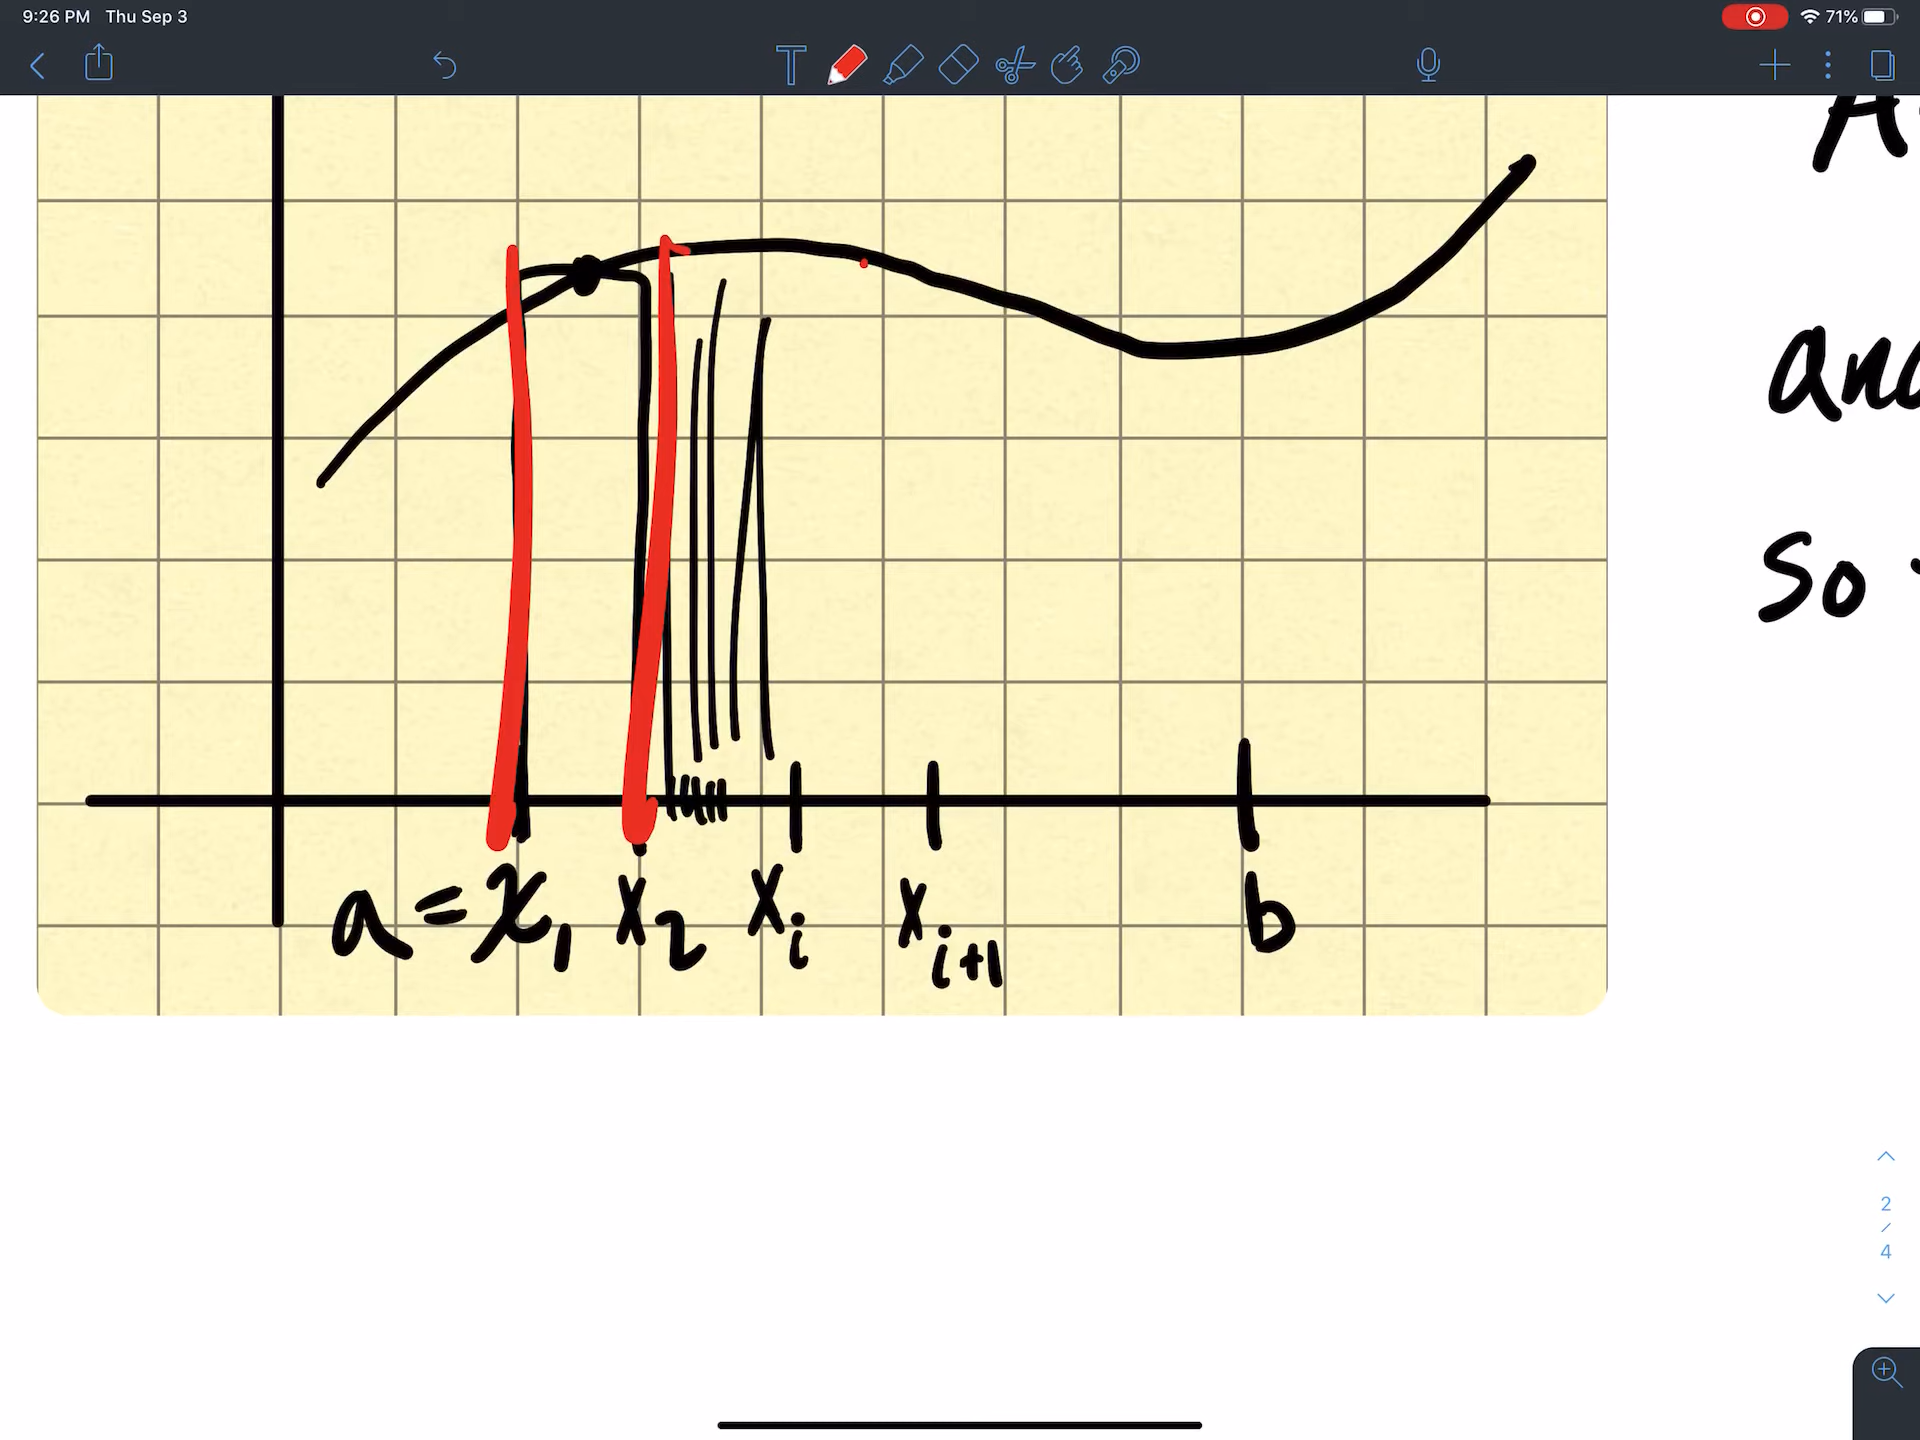 9:26 PM Thu Sep 3
71%
T
and
So
a = x₁ x₂ xᵢ xᵢ₊₁ b
2
/
4